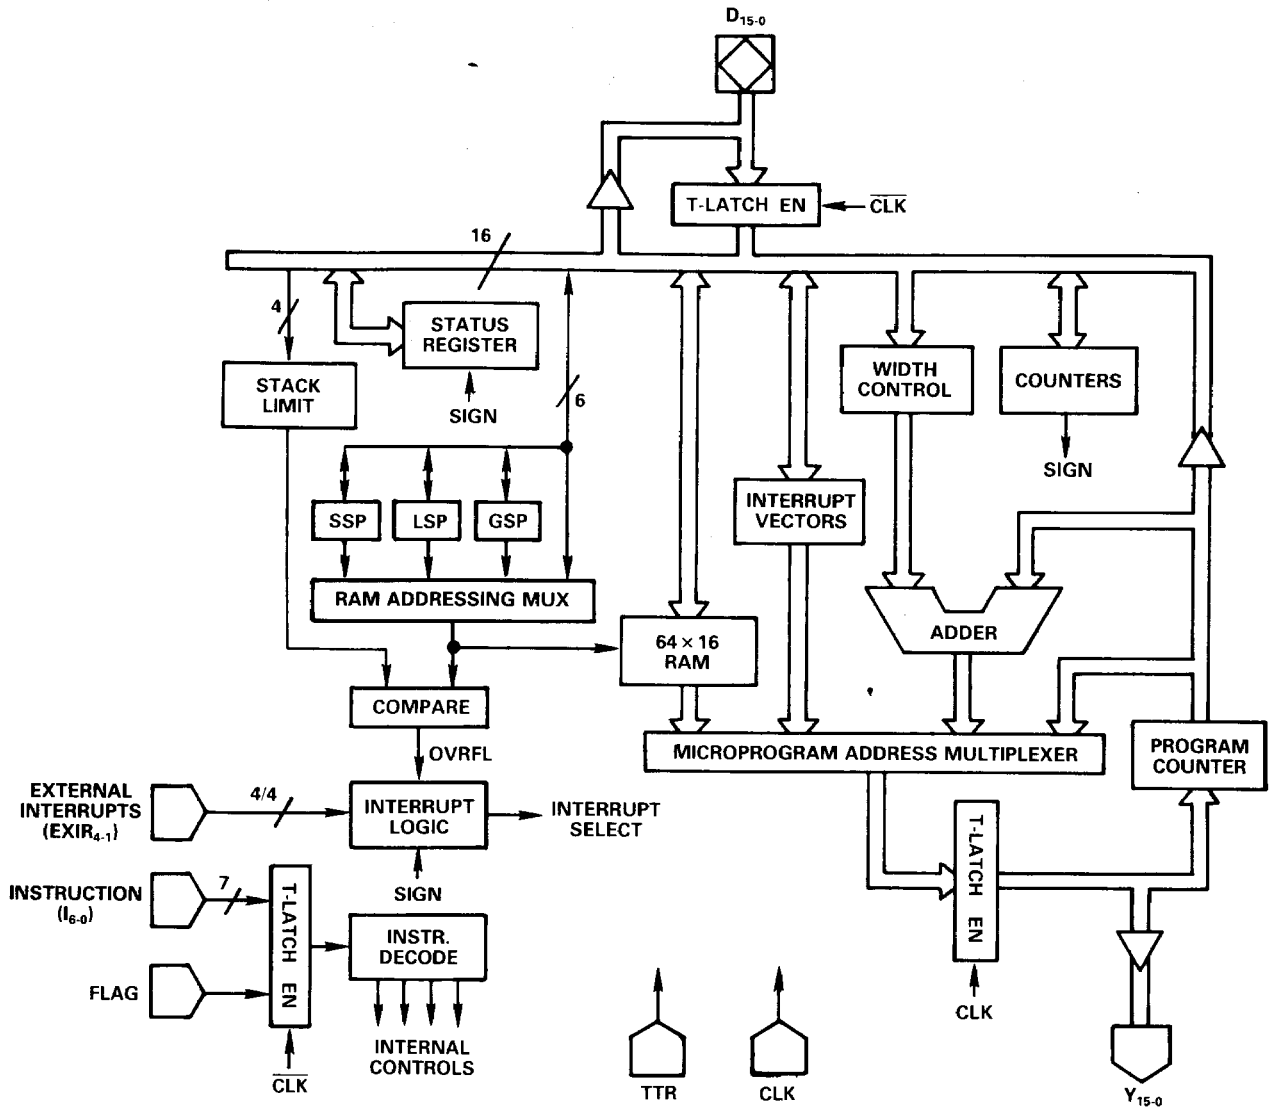 D15-0
T-LATCH EN
CLK
16
4
STATUS
REGISTER
SIGN
STACK
LIMIT
6
WIDTH
CONTROL
COUNTERS
SIGN
SSP
LSP
GSP
INTERRUPT
VECTORS
RAM ADDRESSING MUX
64 × 16
RAM
ADDER
COMPARE
OVRFL
MICROPROGRAM ADDRESS MULTIPLEXER
PROGRAM
COUNTER
EXTERNAL
INTERRUPTS
(EXIR4-1)
4/4
INTERRUPT
LOGIC
INTERRUPT
SELECT
SIGN
T-LATCH EN
CLK
INSTRUCTION
(I6-0)
7
T-LATCH EN
INSTR.
DECODE
FLAG
INTERNAL
CONTROLS
CLK
TTR
CLK
Y15-0